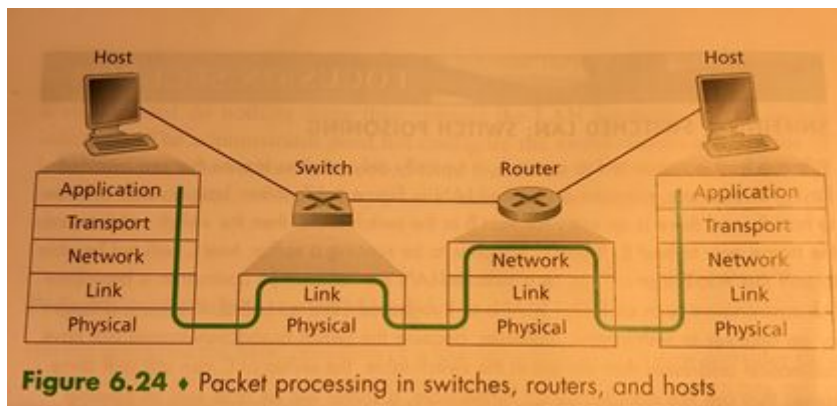 Host
Host
Switch
Router
Application
Transport
Network
Link
Physical
Link
Physical
Network
Link
Physical
Application
Transport
Network
Link
Physical
Figure 6.24 ♦ Packet processing in switches, routers, and hosts